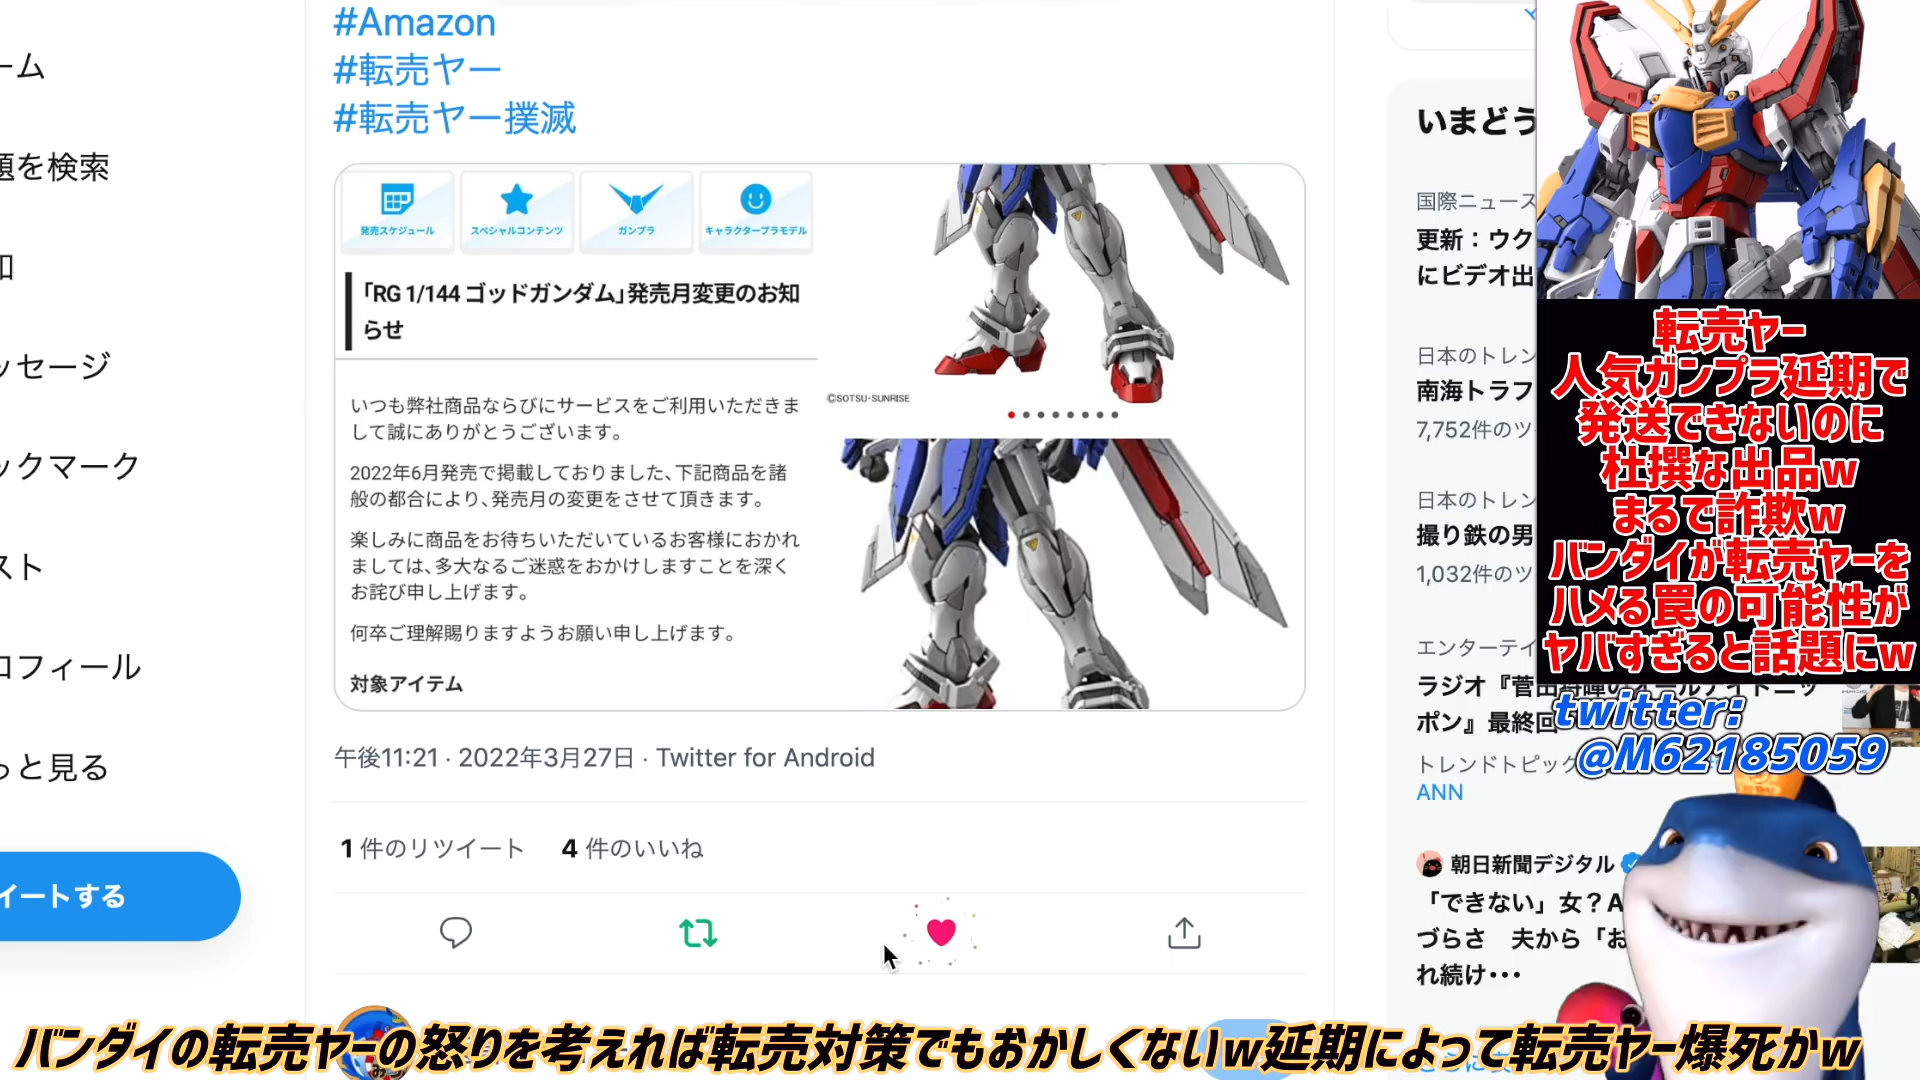 #Amazon
#転売ヤー
#転売ヤー撲滅
ーム
題を検索
知
ッセージ
ックマーク
スト
ロフィール
っと見る
イートする
発売スケジュール
スペシャルコンテンツ
ガンプラ
キャラクタープラモデル
「RG 1/144 ゴッドガンダム」発売月変更のお知
らせ
いつも弊社商品ならびにサービスをご利用いただきま
して誠にありがとうございます。
2022年6月発売で掲載しておりました、下記商品を諸
般の都合により、発売月の変更をさせて頂きます。
楽しみに商品をお待ちいただいているお客様におかれ
ましては、多大なるご迷惑をおかけしますことを深く
お詫び申し上げます。
何卒ご理解賜りますようお願い申し上げます。
対象アイテム
©SOTSU・SUNRISE
午後11:21 · 2022年3月27日 · Twitter for Android
1 件のリツイート 4 件のいいね
いまどう
国際ニュース
更新：ウク
にビデオ出
日本のトレン
南海トラフ
7,752件のツ
日本のトレン
撮り鉄の男
1,032件のツ
エンターテイ
ラジオ『菅田将暉のオールナイトニッ
ポン』最終回
トレンドトピック
ANN
朝日新聞デジタル
「できない」女？A
づらさ 夫から「お
れ続け・・・
転売ヤー
人気ガンプラ延期で
発送できないのに
杜撰な出品w
まるで詐欺w
バンダイが転売ヤーを
ハメる罠の可能性が
ヤバすぎると話題にw
twitter:
@M62185059
バンダイの転売ヤーの怒りを考えれば転売対策でもおかしくないw延期によって転売ヤー爆死かw